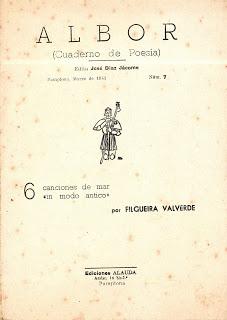 ALBOR
(Cuaderno de Poesía)
Edita: José Díaz Jácome
Pamplona, Marzo de 1941 Núm. 7
6 canciones de mar
«in modo antico»
por FILGUEIRA VALVERDE
Ediciones ALAUDA
Pamplona